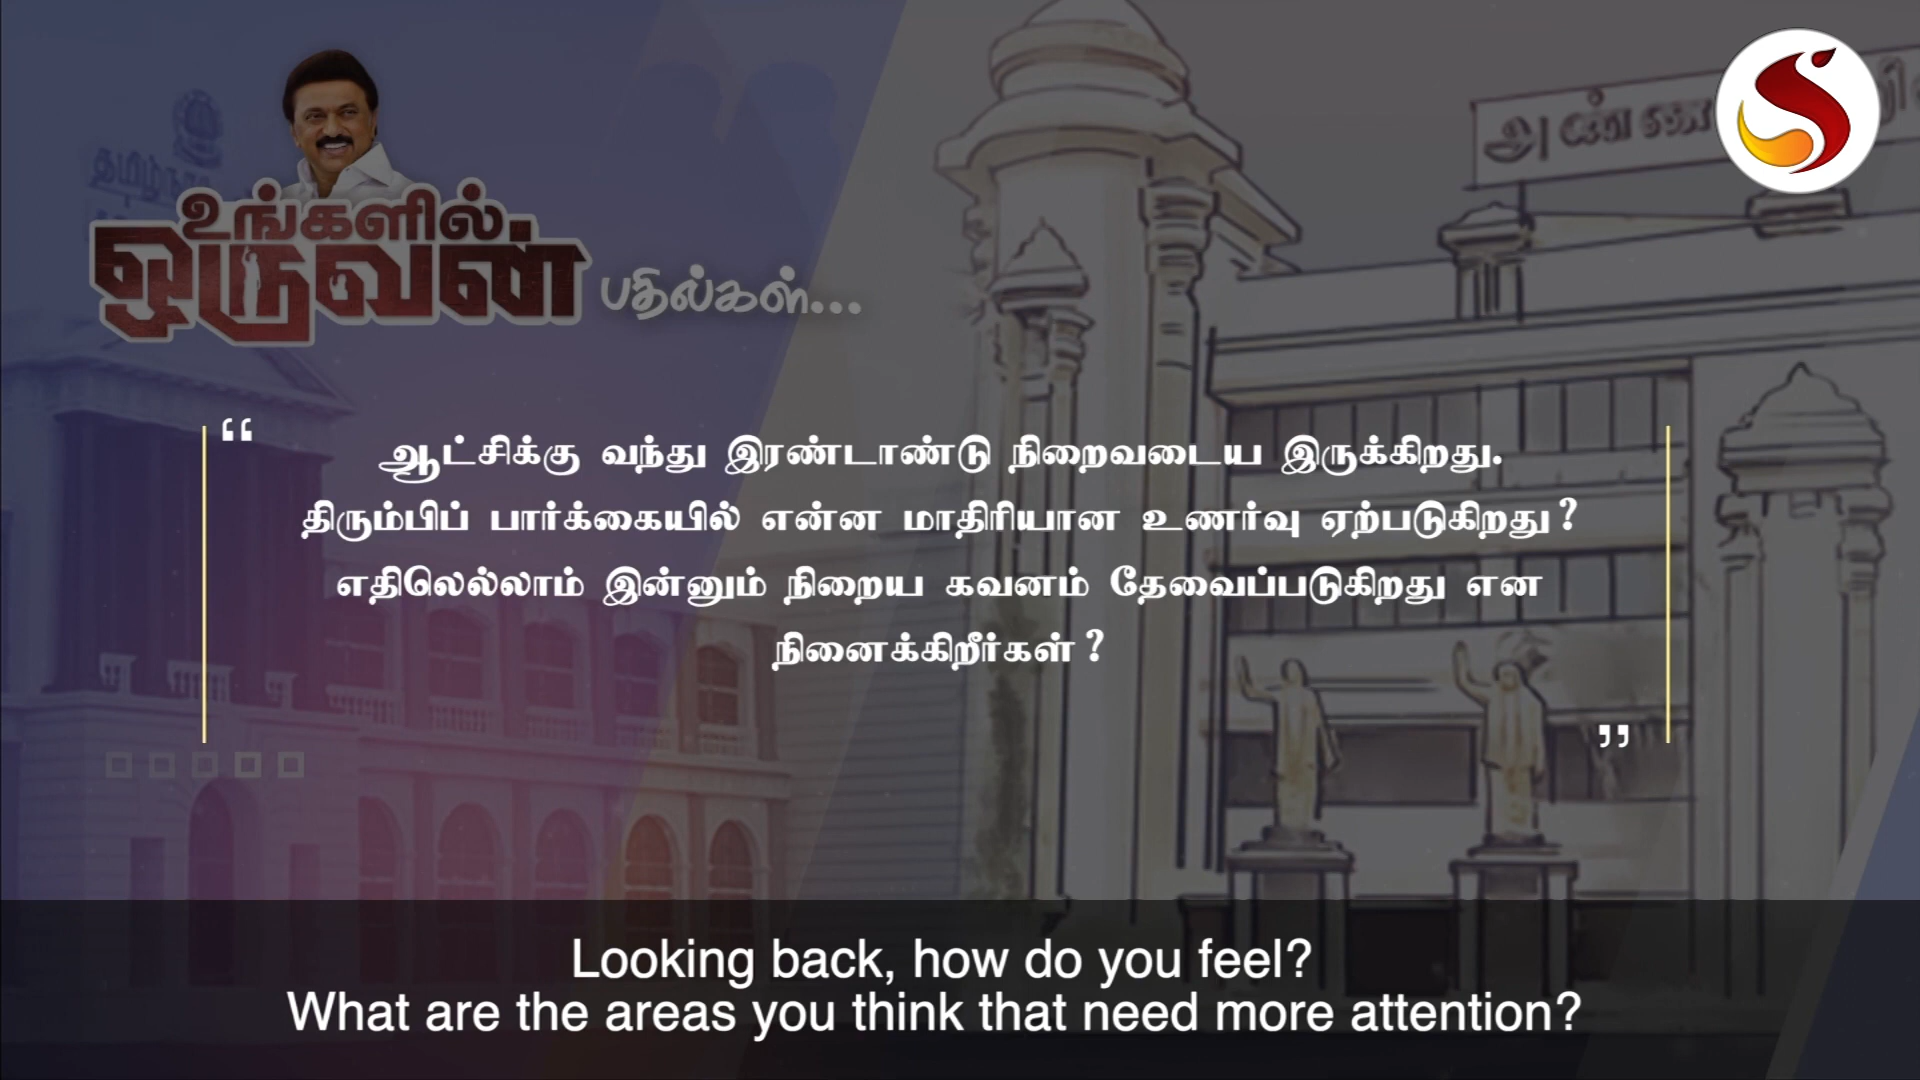 உங்களில்
ஒருவன் பதில்கள்...
தமிழ்நா
அண்ண
“
ஆட்சிக்கு வந்து இரண்டாண்டு நிறைவடைய இருக்கிறது.
திரும்பிப் பார்க்கையில் என்ன மாதிரியான உணர்வு ஏற்படுகிறது?
எதிலெல்லாம் இன்னும் நிறைய கவனம் தேவைப்படுகிறது என
நினைக்கிறீர்கள்?
”
Looking back, how do you feel?
What are the areas you think that need more attention?